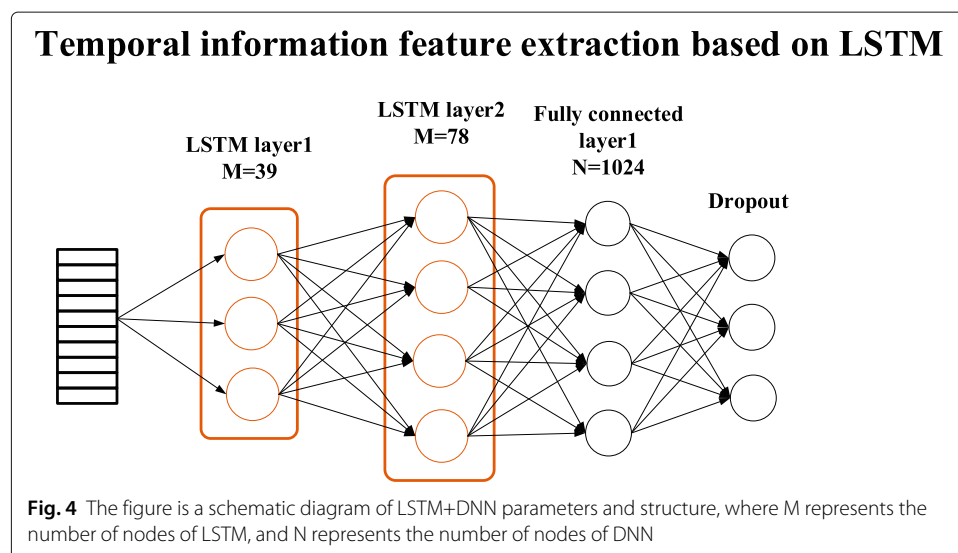 Temporal information feature extraction based on LSTM
LSTM layer1
M=39
LSTM layer2
M=78
Fully connected
layer1
N=1024
Dropout
Fig. 4 The figure is a schematic diagram of LSTM+DNN parameters and structure, where M represents the
number of nodes of LSTM, and N represents the number of nodes of DNN